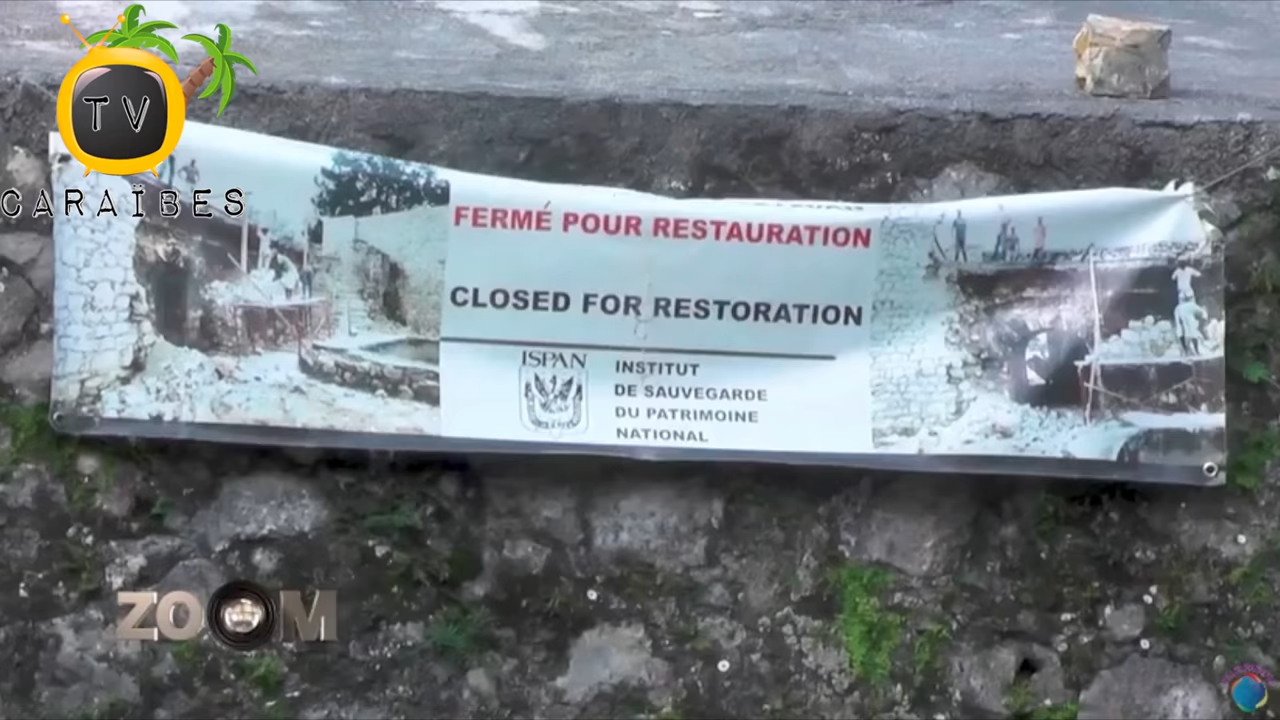 TV
CARAÏBES
FERMÉ POUR RESTAURATION
CLOSED FOR RESTORATION
ISPAN
INSTITUT
DE SAUVEGARDE
DU PATRIMOINE
NATIONAL
ZOOM